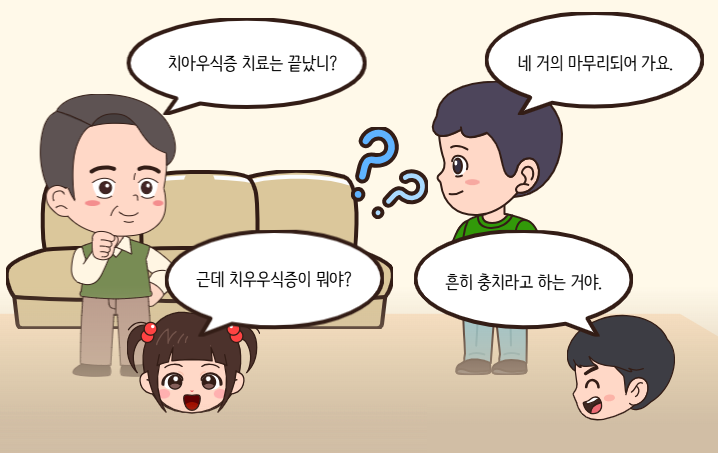 치아우식증 치료는 끝났니?
네 거의 마무리되어 가요.
근데 치우우식증이 뭐야?
흔히 충치라고 하는 거야.